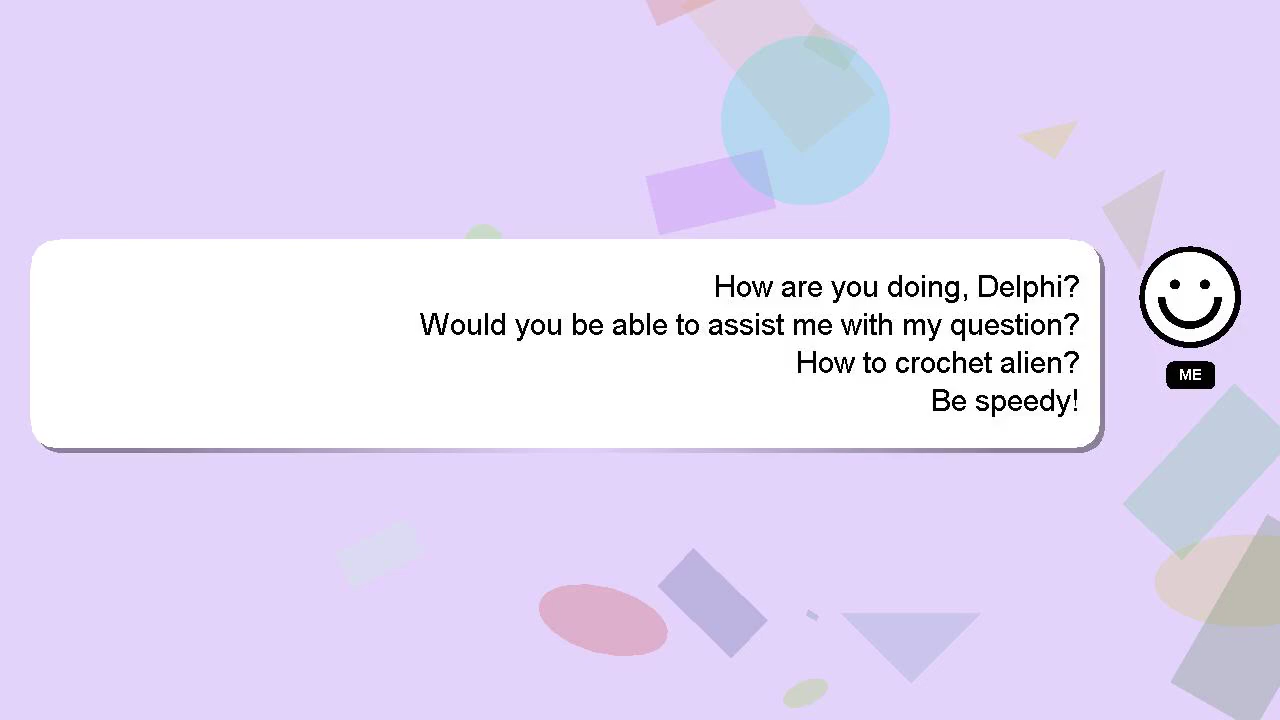 How are you doing, Delphi?
Would you be able to assist me with my question?
How to crochet alien?
Be speedy!
ME